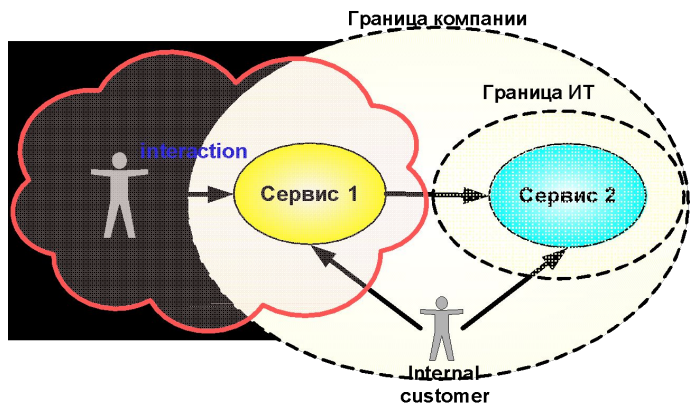 Граница компании
Граница ИТ
interaction
Сервис 1
Сервис 2
Internal
customer